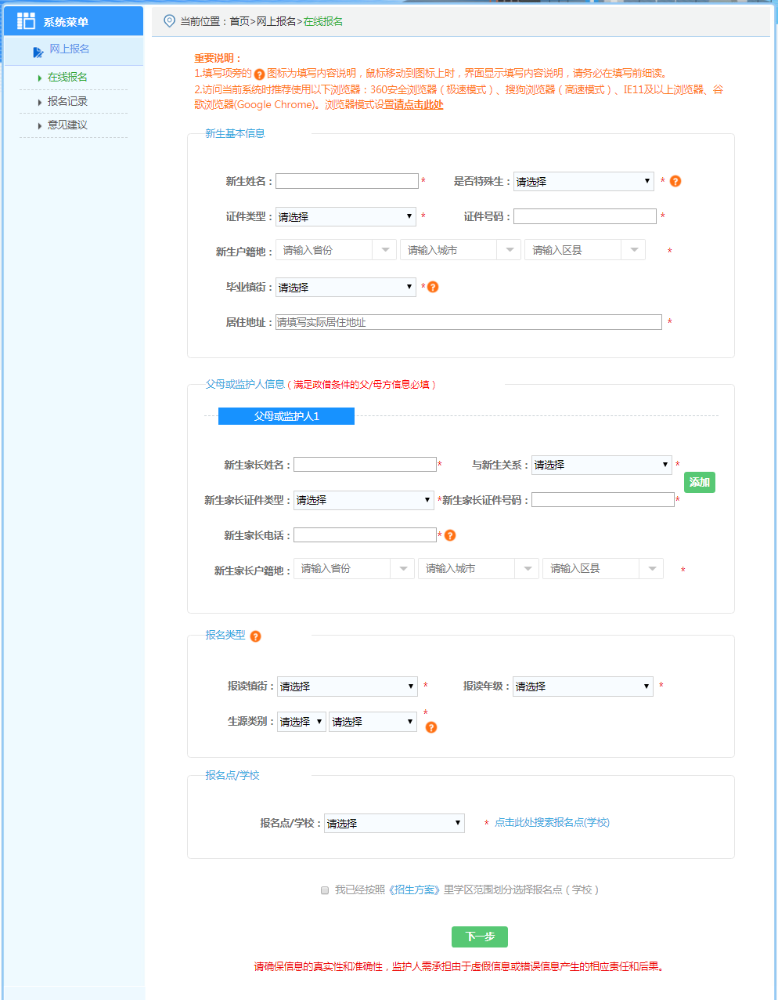 系统菜单
网上报名
在线报名
报名记录
意见建议
当前位置：首页>网上报名>在线报名
重要说明：
1.填写项旁的 ? 图标为填写内容说明，鼠标移动到图标上时，界面显示填写内容说明，请务必在填写前细读。
2.访问当前系统时推荐使用以下浏览器：360安全浏览器（极速模式）、搜狗浏览器（高速模式）、IE11及以上浏览器、谷
歌浏览器(Google Chrome)。浏览器模式设置请点击此处
新生基本信息
新生姓名： * 是否特殊生：请选择 * ?
证件类型：请选择 * 证件号码： *
新生户籍地：请输入省份 请输入城市 请输入区县 *
毕业镇街：请选择 * ?
居住地址：请填写实际居住地址 *
父母或监护人信息（满足政借条件的父/母方信息必填）
父母或监护人1
新生家长姓名： * 与新生关系：请选择 *
添加
新生家长证件类型：请选择 * 新生家长证件号码： *
新生家长电话： * ?
新生家长户籍地：请输入省份 请输入城市 请输入区县 *
报名类型 ?
报读镇街：请选择 * 报读年级：请选择 *
生源类别：请选择 请选择 * ?
报名点/学校
报名点/学校：请选择 * 点击此处搜索报名点(学校)
我已经按照《招生方案》里学区范围划分选择报名点（学校）
下一步
请确保信息的真实性和准确性，监护人需承担由于虚假信息或错误信息产生的相应责任和后果。